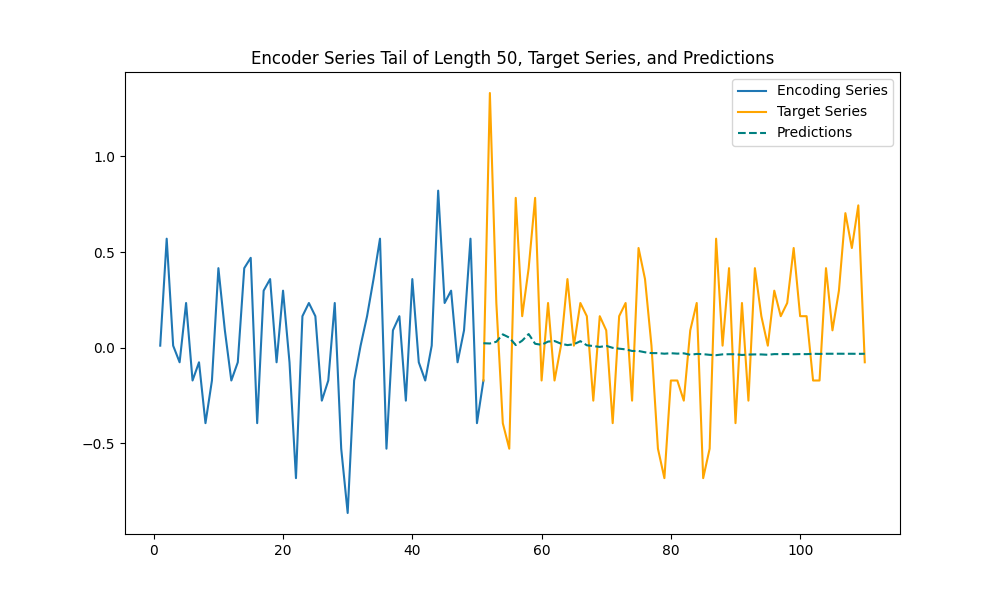 Encoder Series Tail of Length 50, Target Series, and Predictions
Encoding Series
Target Series
Predictions
1.0
0.5
0.0
−0.5
0 20 40 60 80 100